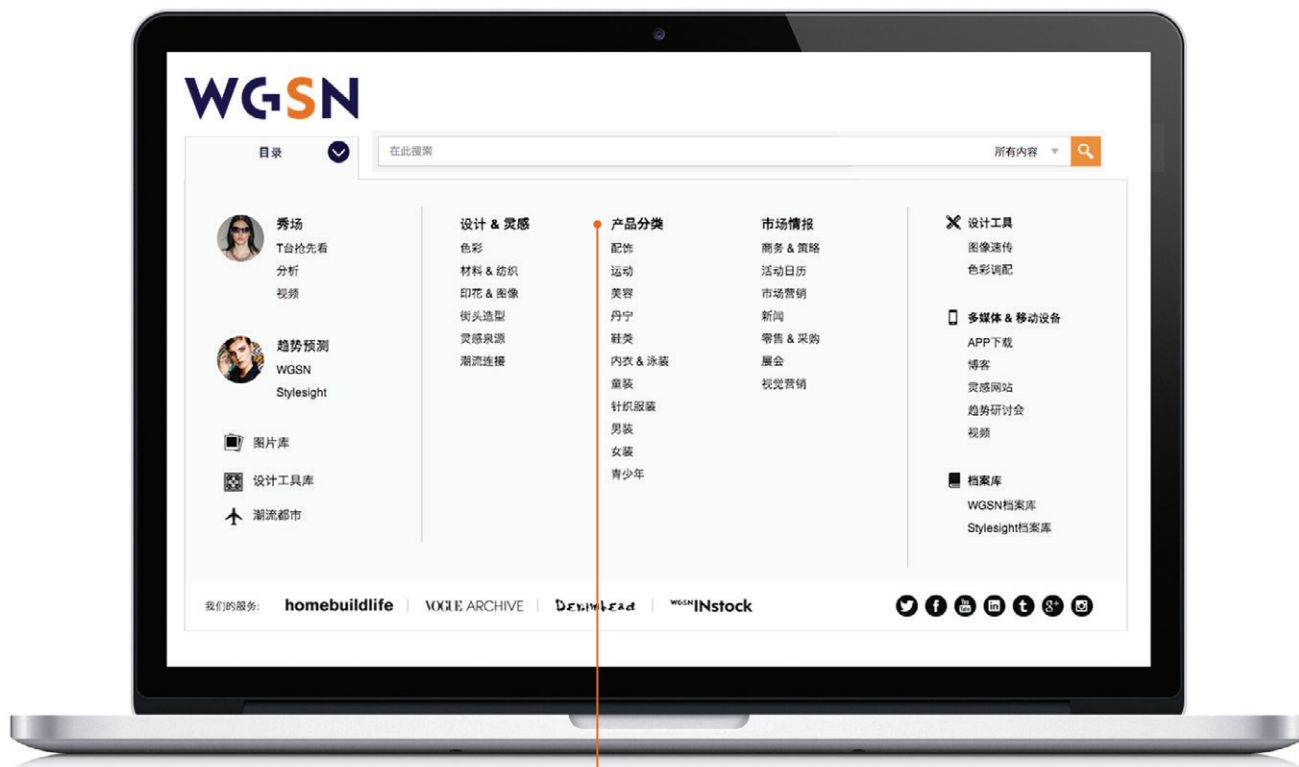 WGSN
目录
在此搜索
所有内容
秀场
T台抢先看
分析
视频
趋势预测
WGSN
Stylesight
图片库
设计工具库
潮流都市
设计 & 灵感
色彩
材料 & 纺织
印花 & 图像
街头造型
灵感泉源
潮流连接
产品分类
配饰
运动
美容
丹宁
鞋类
内衣 & 泳装
童装
针织服装
男装
女装
青少年
市场情报
商务 & 策略
活动日历
市场营销
新闻
零售 & 采购
展会
视觉营销
设计工具
图像速传
色彩调配
多媒体 & 移动设备
APP下载
博客
灵感网站
趋势研讨会
视频
档案库
WGSN档案库
Stylesight档案库
我们的服务: homebuildlife | VOGUE ARCHIVE | | WGSN INstock